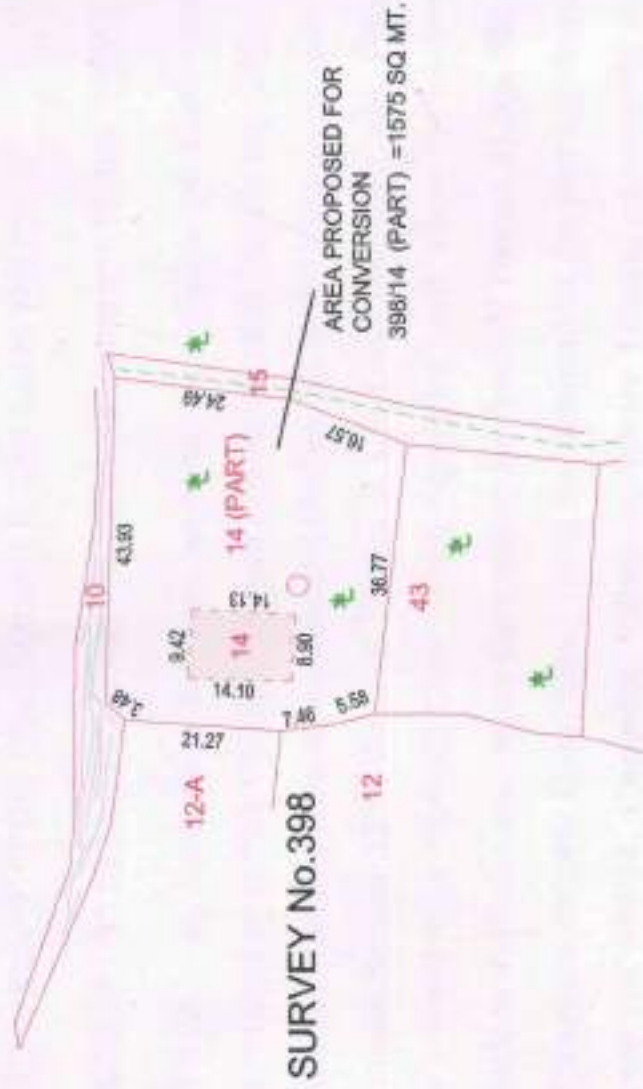 10
43.93
3.48
24.49
15
14 (PART)
9.42
14
14.13
14.10
8.90
16.57
21.27
7.46
5.58
36.77
43
12-A
12
SURVEY No.398
AREA PROPOSED FOR
CONVERSION
398/14 (PART) =1575 SQ MT.